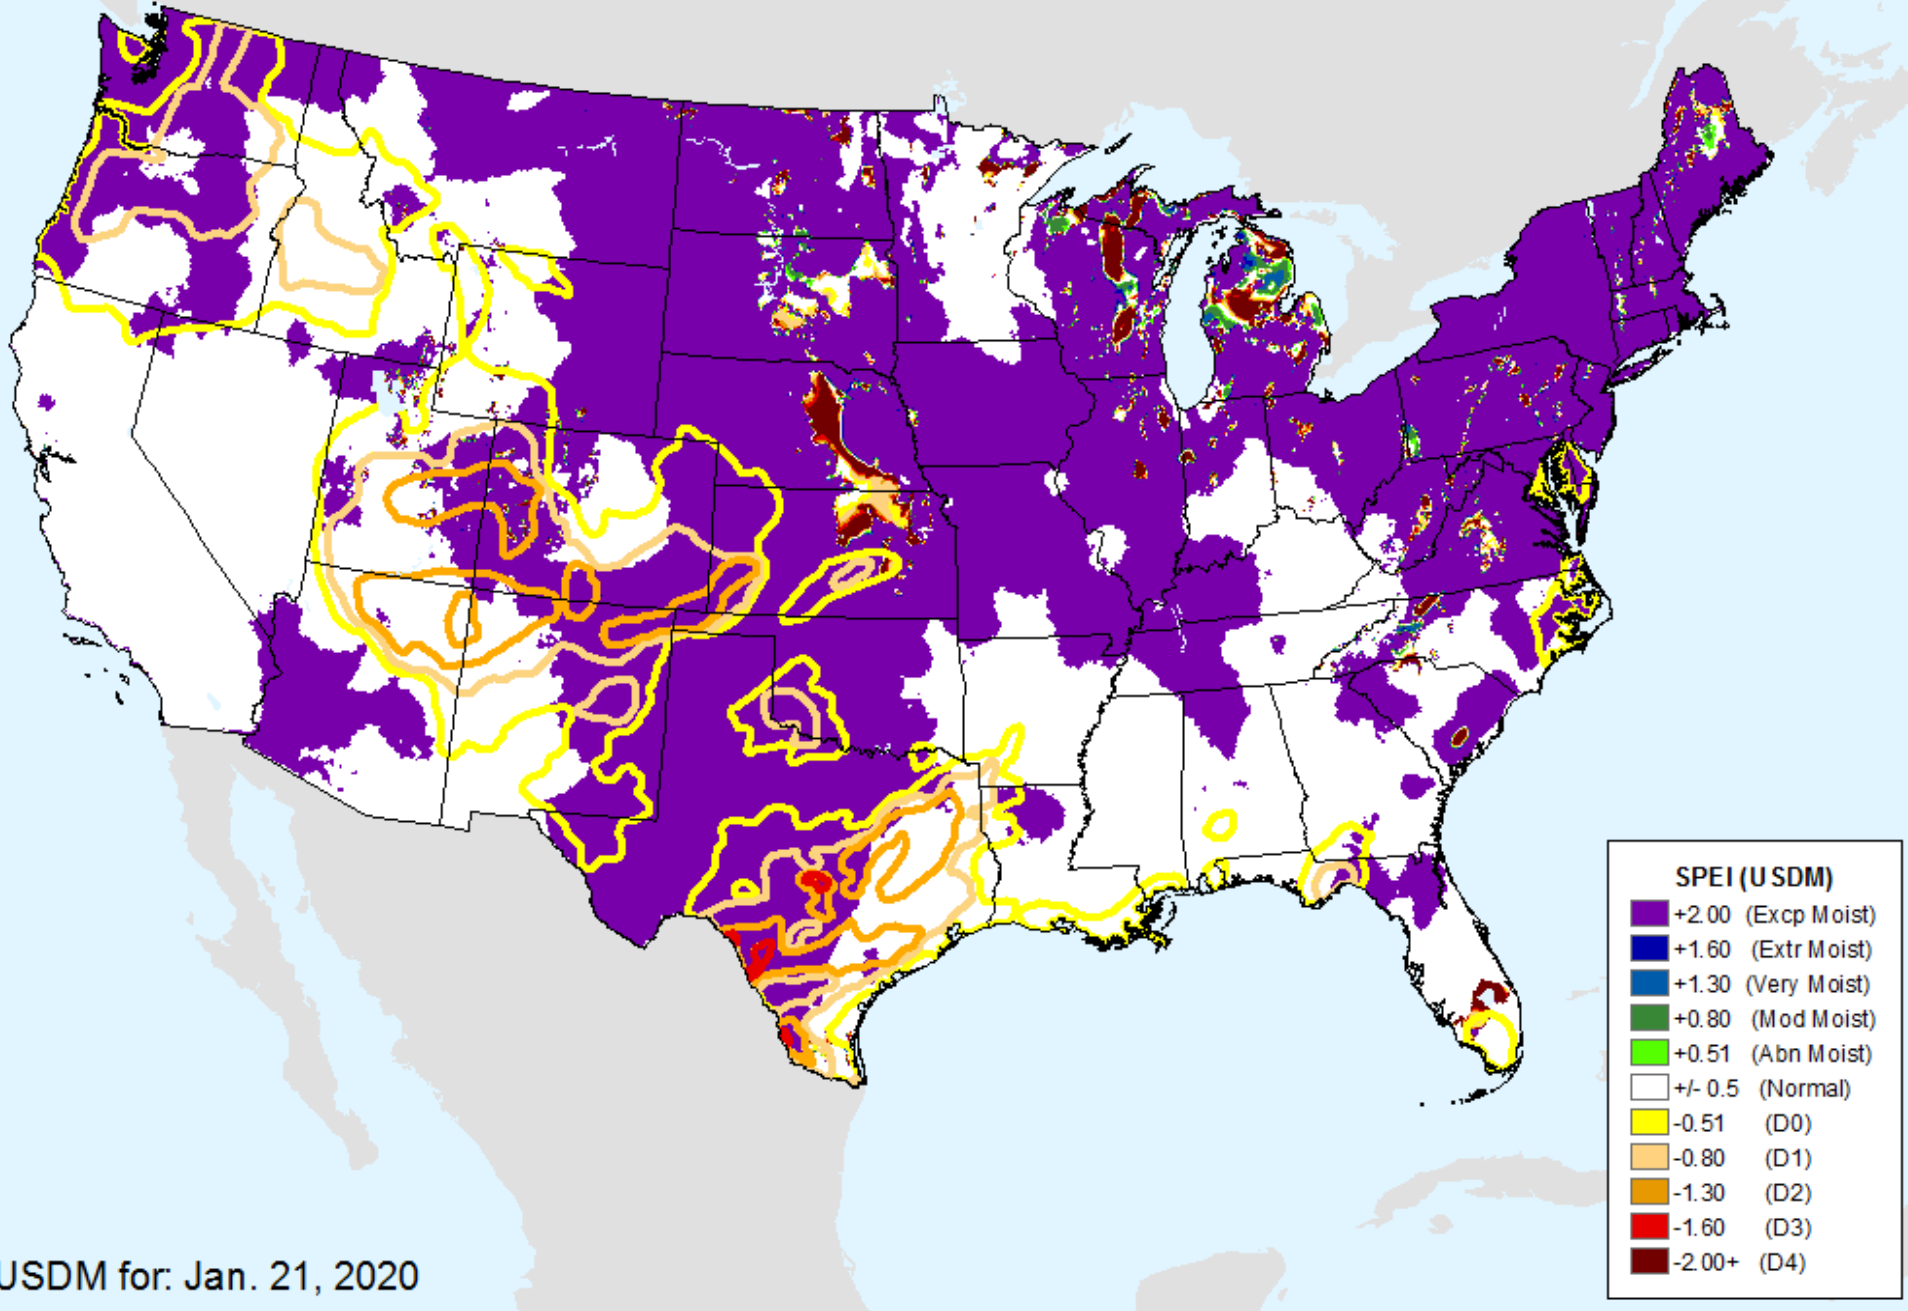 SPEI (USDM)
+2.00 (Excp Moist)
+1.60 (Extr Moist)
+1.30 (Very Moist)
+0.80 (Mod Moist)
+0.51 (Abn Moist)
+/- 0.5 (Normal)
-0.51 (D0)
-0.80 (D1)
-1.30 (D2)
-1.60 (D3)
-2.00+ (D4)
USDM for: Jan. 21, 2020